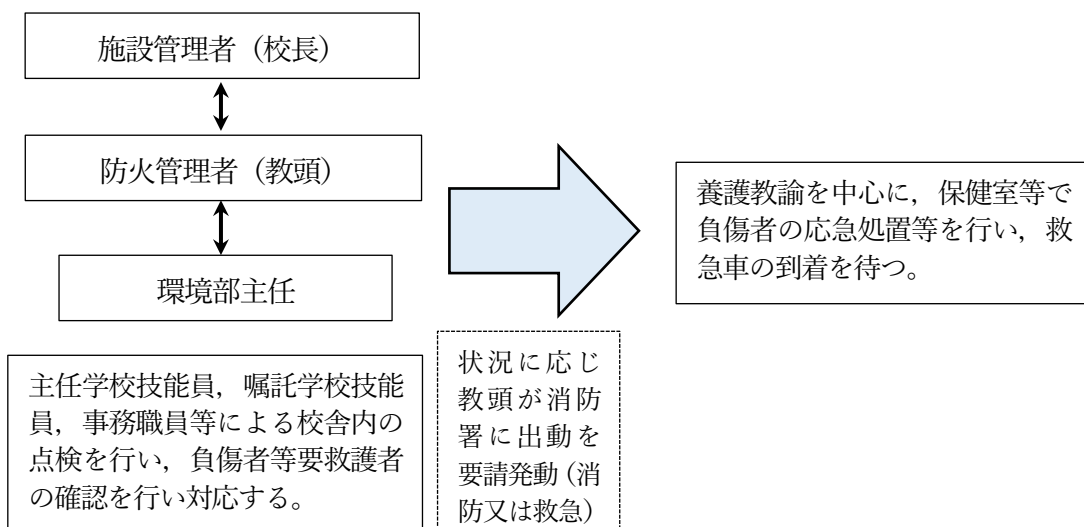 施設管理者（校長）
防火管理者（教頭）
環境部主任
主任学校技能員，嘱託学校技能
員，事務職員等による校舎内の
点検を行い，負傷者等要救護者
の確認を行い対応する。
状況に応じ
教頭が消防
署に出動を
要請発動（消
防又は救急）
養護教諭を中心に，保健室等で
負傷者の応急処置等を行い，救
急車の到着を待つ。